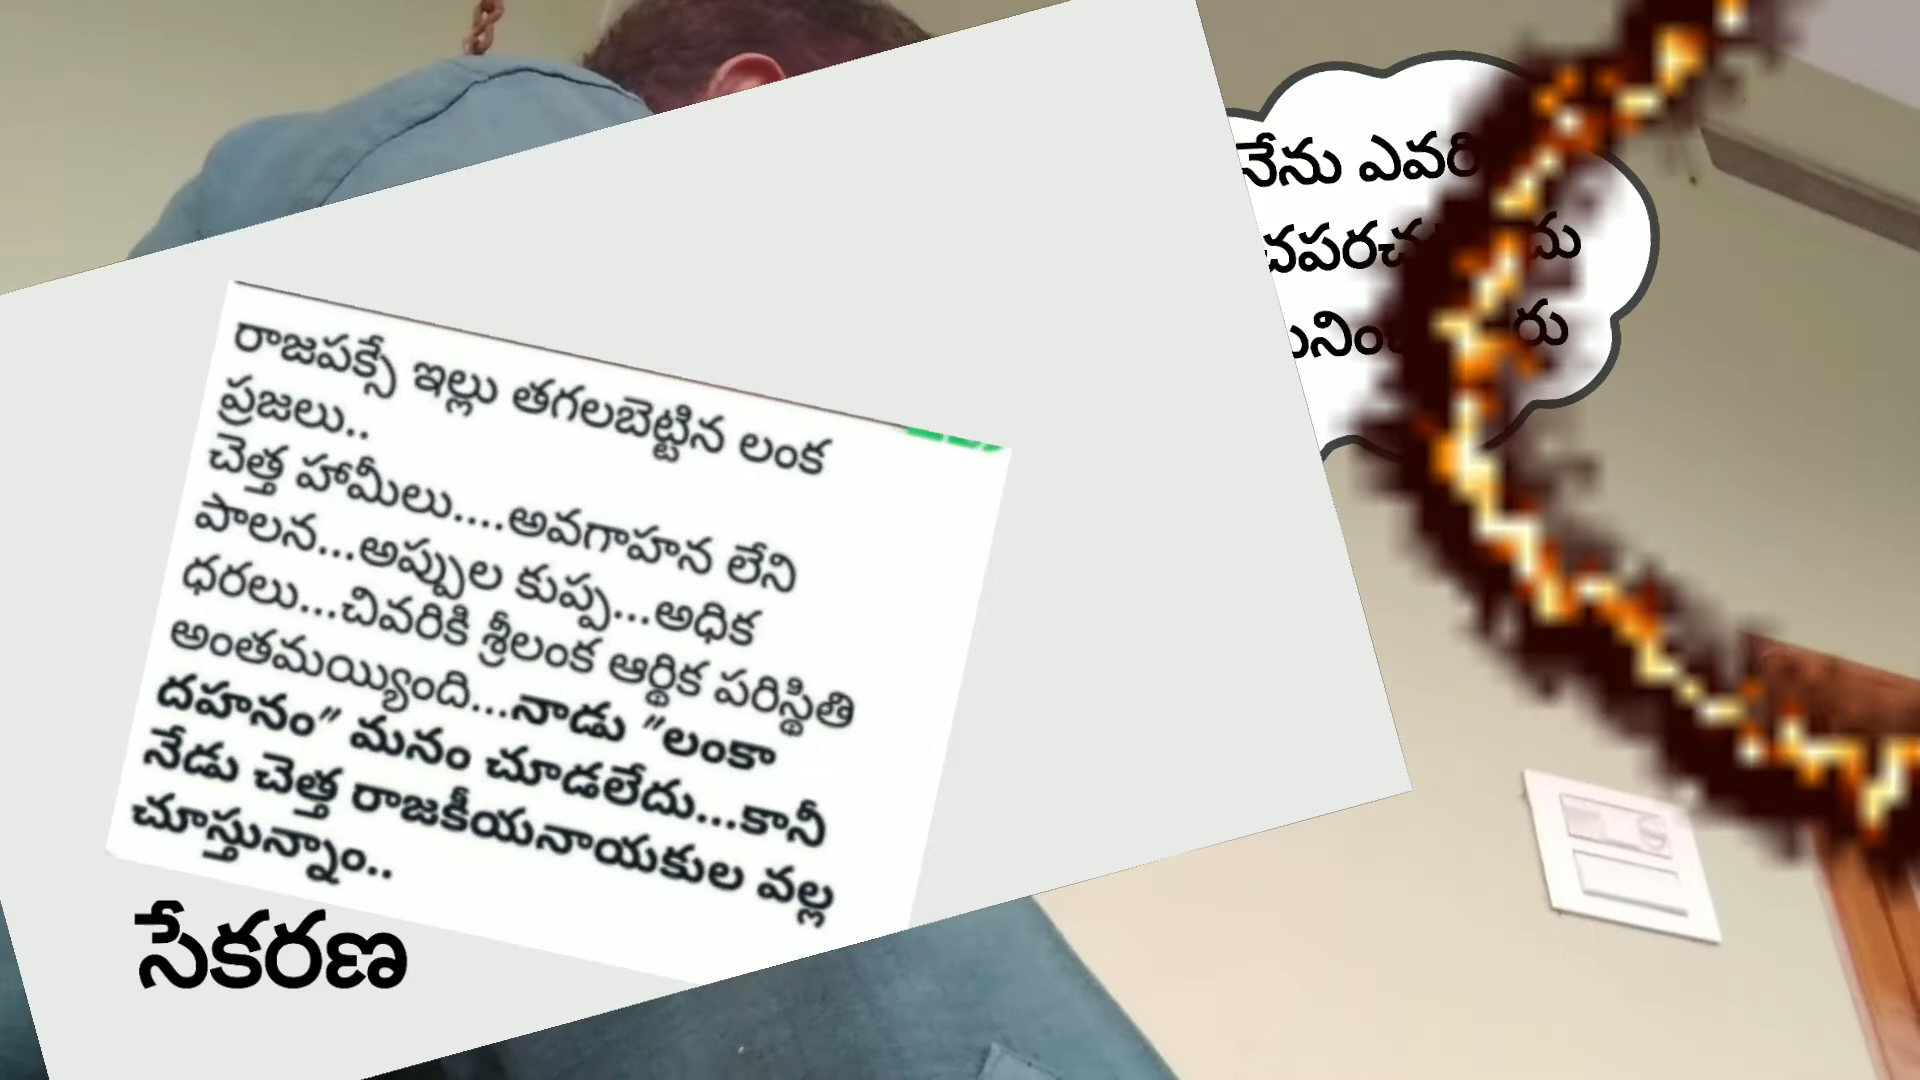 రాజపక్సే ఇల్లు తగలబెట్టిన లంక
ప్రజలు..
చెత్త హామీలు....అవగాహన లేని
పాలన...అప్పుల కుప్ప...అధిక
ధరలు...చివరికి శ్రీలంక ఆర్థిక పరిస్థితి
అంతమయ్యింది...నాడు "లంకా
దహనం" మనం చూడలేదు...కానీ
నేడు చెత్త రాజకీయనాయకుల వల్ల
చూస్తున్నాం..
సేకరణ
నేను